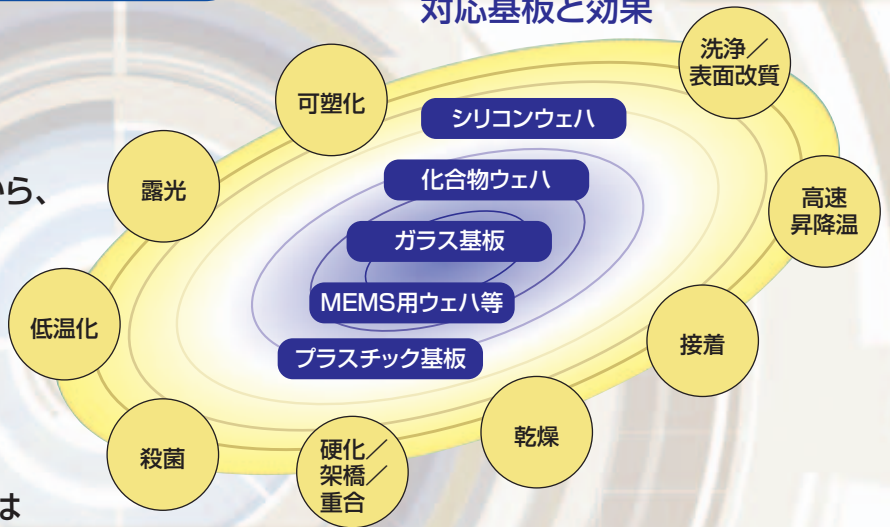 対応基板と効果
洗浄／
表面改質
可塑化
シリコンウェハ
化合物ウェハ
から、
露光
高速
昇降温
ガラス基板
MEMS用ウェハ等
低温化
接着
プラスチック基板
乾燥
殺菌
硬化／
架橋／
重合
は